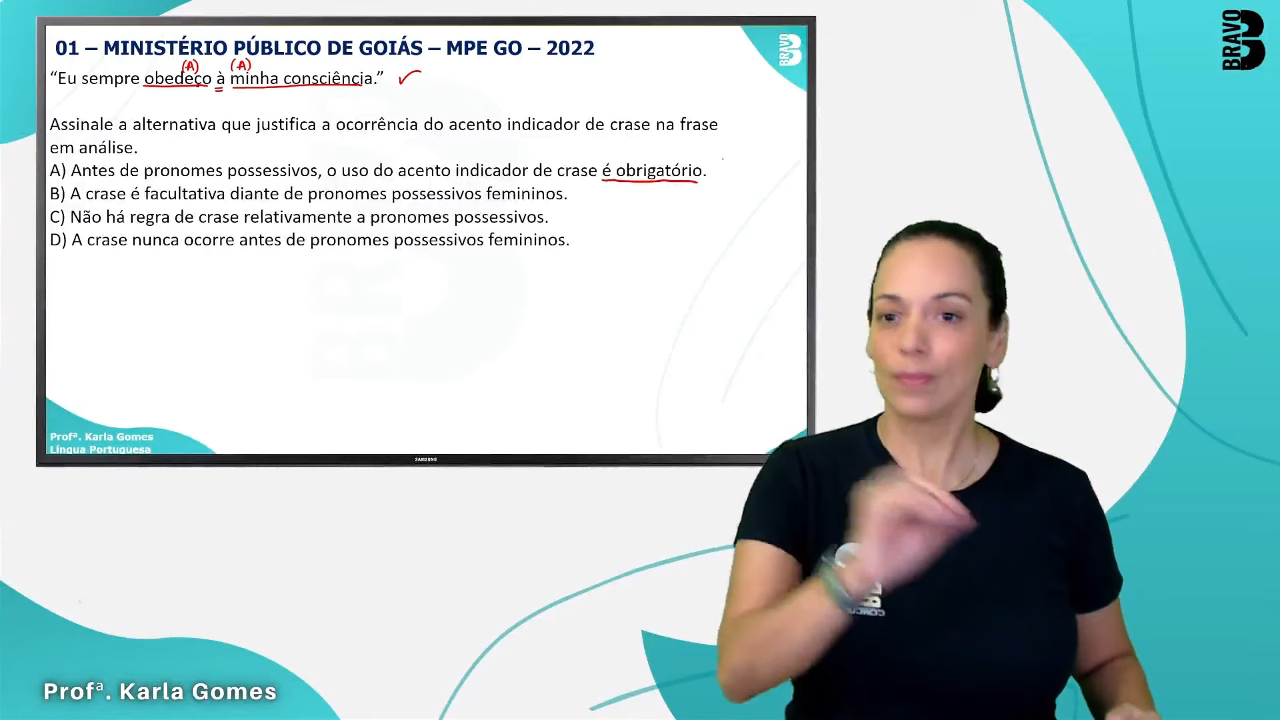 01 – MINISTÉRIO PÚBLICO DE GOIÁS – MPE GO – 2022
(A) (A)
“Eu sempre obedeço à minha consciência.”
Assinale a alternativa que justifica a ocorrência do acento indicador de crase na frase
em análise.
A) Antes de pronomes possessivos, o uso do acento indicador de crase é obrigatório.
B) A crase é facultativa diante de pronomes possessivos femininos.
C) Não há regra de crase relativamente a pronomes possessivos.
D) A crase nunca ocorre antes de pronomes possessivos femininos.
Profª. Karla Gomes
Língua Portuguesa
SAMSUNG
BRAVO
Profª. Karla Gomes